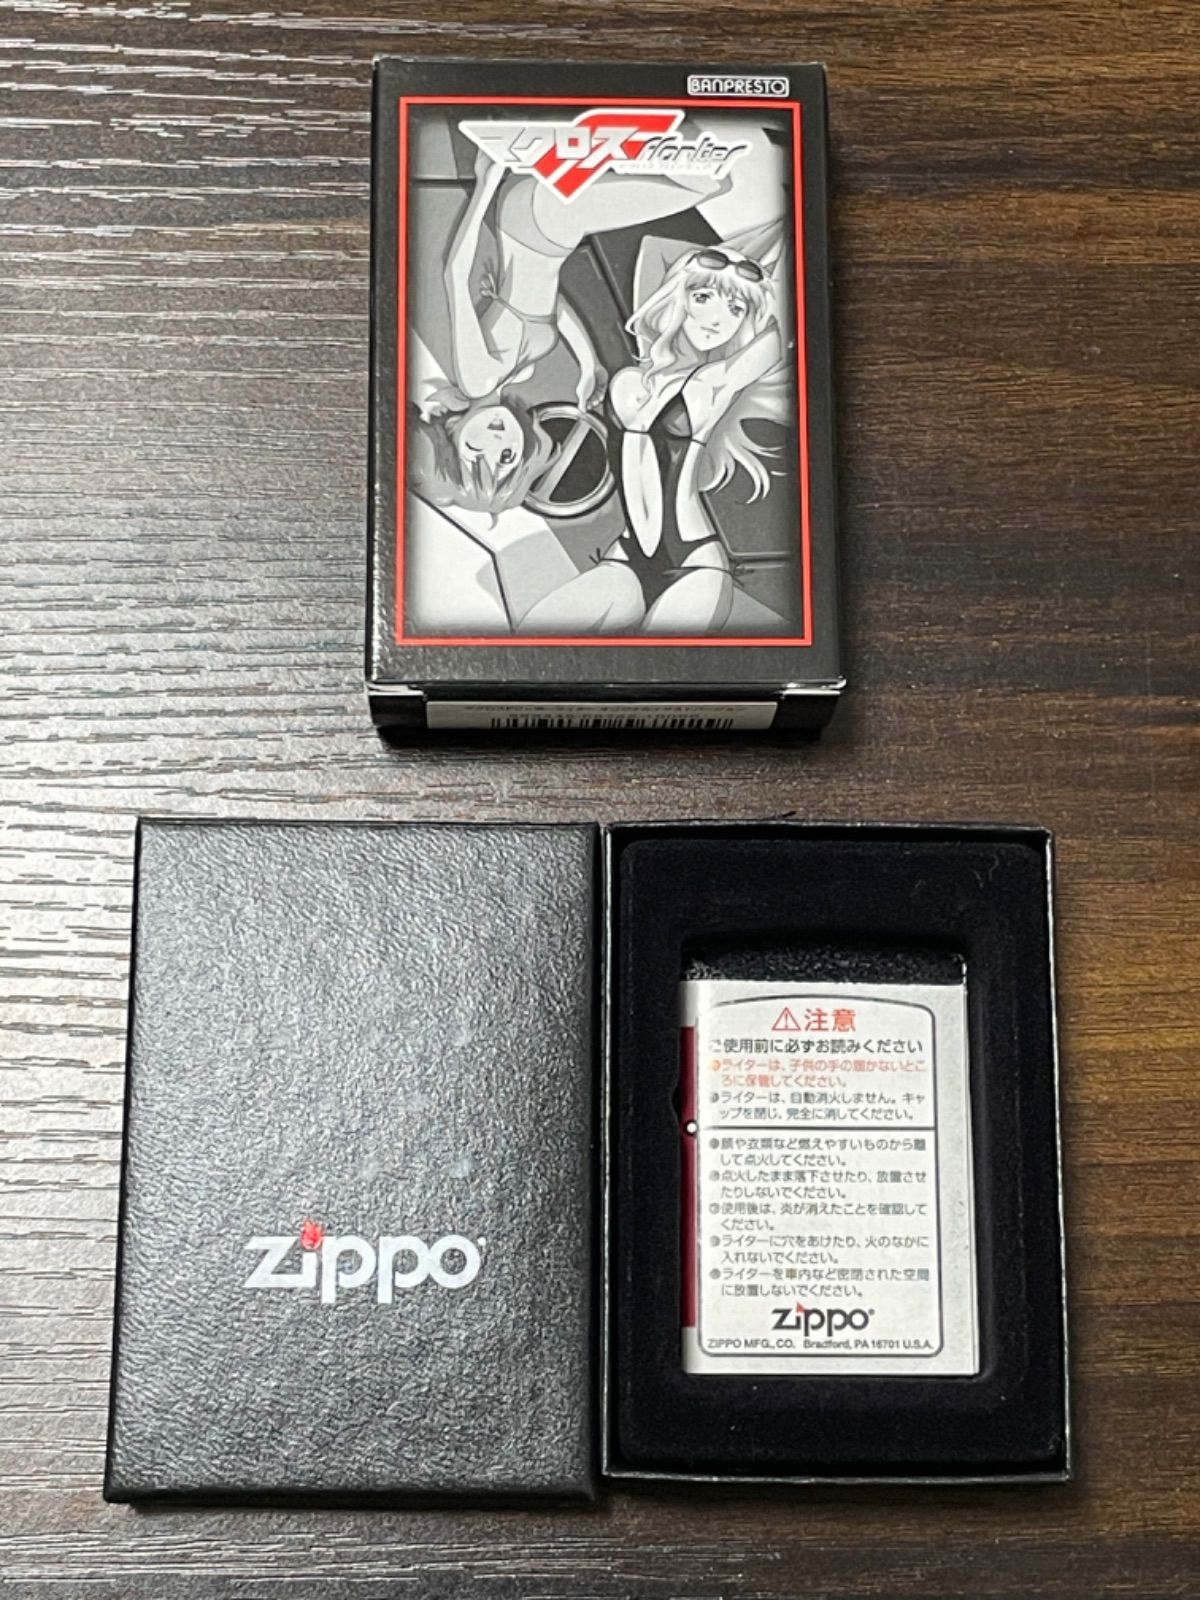 BANPRESTO
マクロス Frontier
zippo
⚠注意
ご使用前に必ずお読みください
●ライターは、子供の手の届かないとこ
ろに保管してください。
●ライターは、自動消火しません。キャ
ップを閉じ、完全に消してください。
●顔や衣類など燃えやすいものから離
して点火してください。
●点火したまま落下させたり、放置させ
たりしないでください。
●使用後は、炎が消えたことを確認して
ください。
●ライターに穴をあけたり、火のなかに
入れないでください。
●ライターを車内など密閉された空間
に放置しないでください。
zippo
ZIPPO MFG., CO. Bradford, PA 16701 U.S.A.